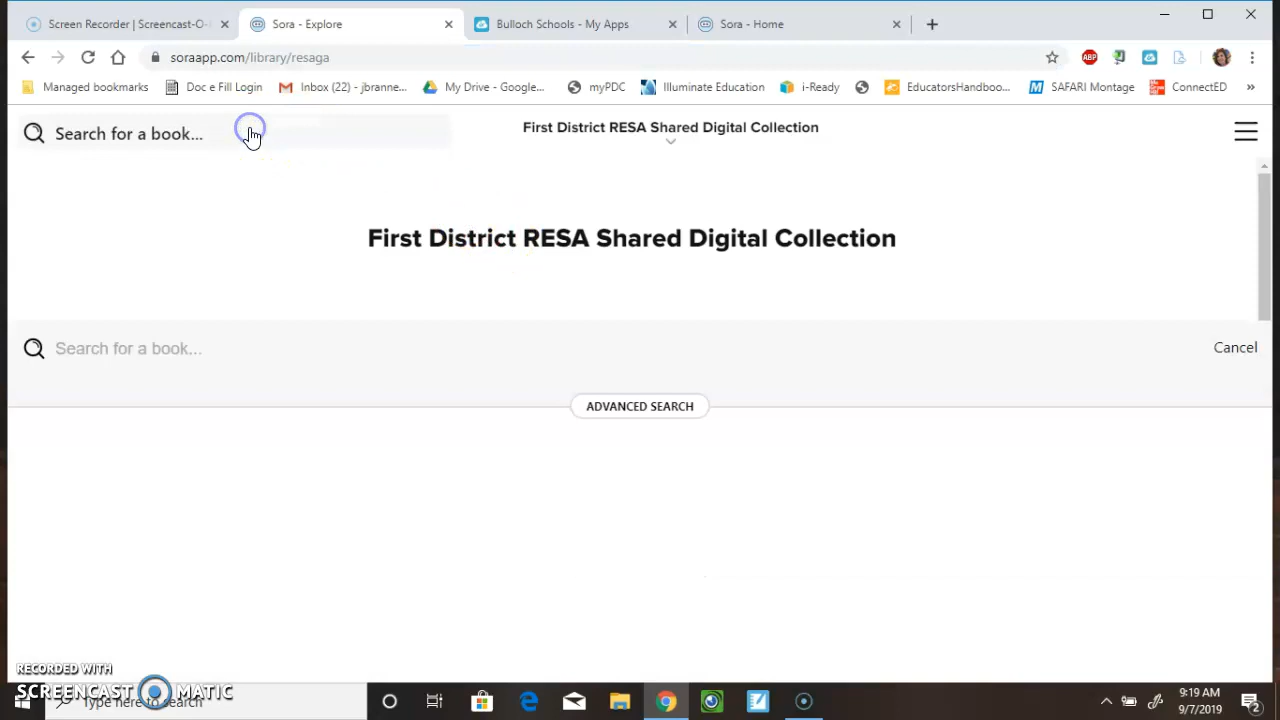 Screen Recorder | Screencast-O-
Sora - Explore
Bulloch Schools - My Apps
Sora - Home
soraapp.com/library/resaga
ABP
Managed bookmarks
Doc e Fill Login
Inbox (22) - jbranne...
My Drive - Google...
myPDC
Illuminate Education
i-Ready
EducatorsHandboo...
SAFARI Montage
ConnectED
»
Search for a book...
First District RESA Shared Digital Collection
First District RESA Shared Digital Collection
Search for a book...
Cancel
ADVANCED SEARCH
RECORDED WITH
SCREENCAST MATIC
Type here to search
9:19 AM
9/7/2019
2